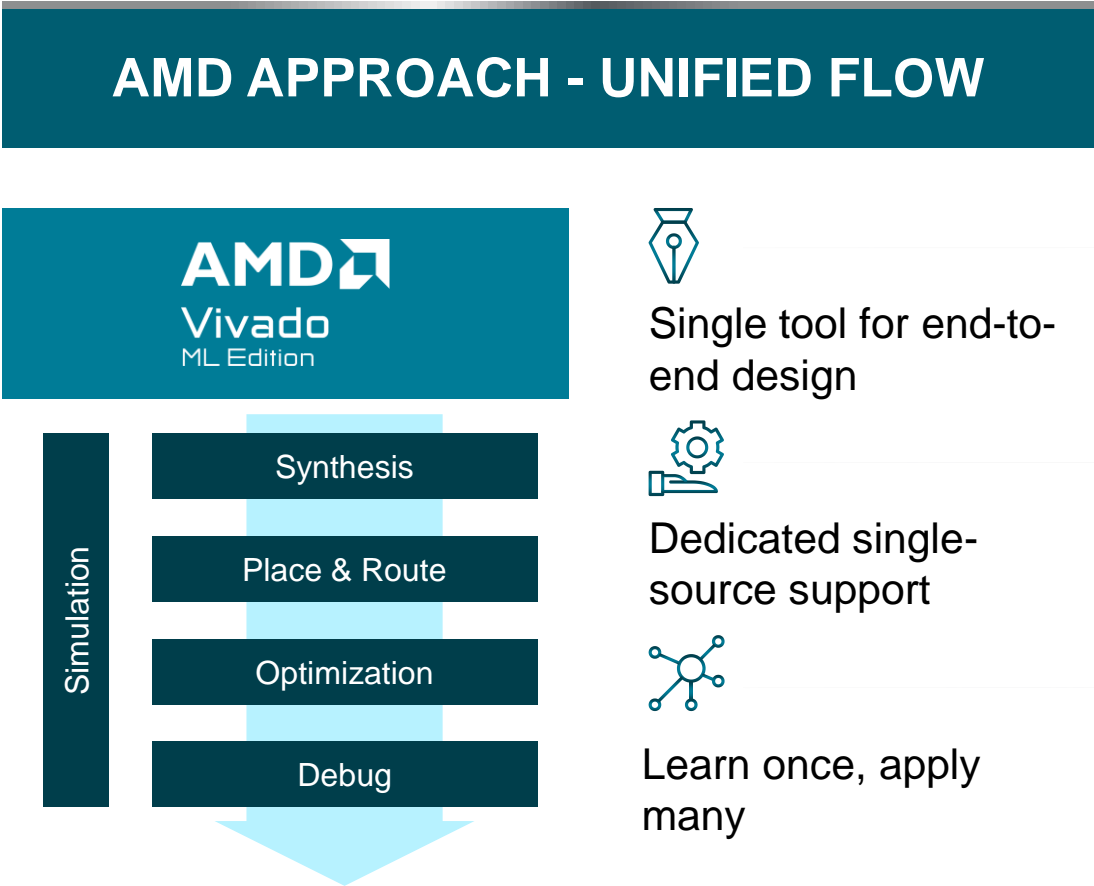 AMD APPROACH - UNIFIED FLOW
AMD
Vivado
ML Edition
Simulation
Synthesis
Place & Route
Optimization
Debug
Single tool for end-to-
end design
Dedicated single-
source support
Learn once, apply
many